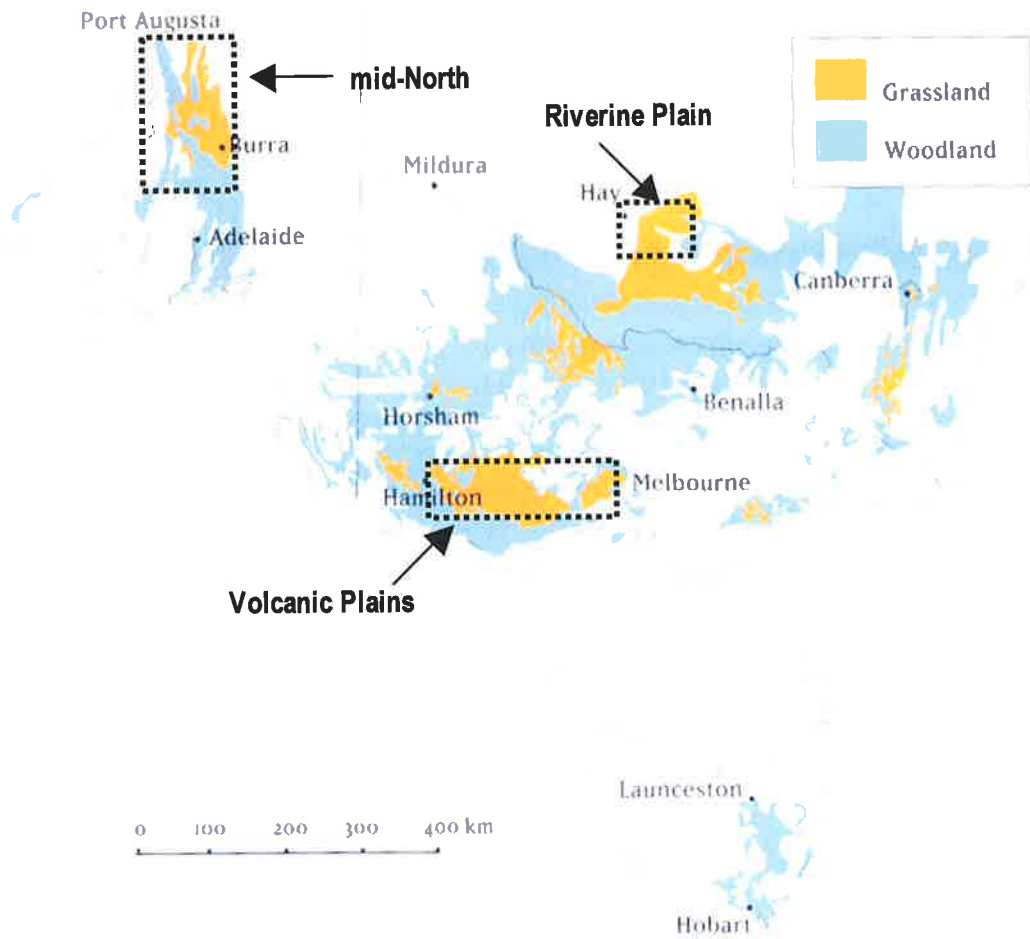 Port Augusta
mid-North
Grassland
Riverine Plain
Woodland
Burra
Mildura
Hay
Adelaide
Canberra
Horsham
Benalla
Hamilton
Melbourne
Volcanic Plains
Launceston
0 100 200 300 400 km
Hobart